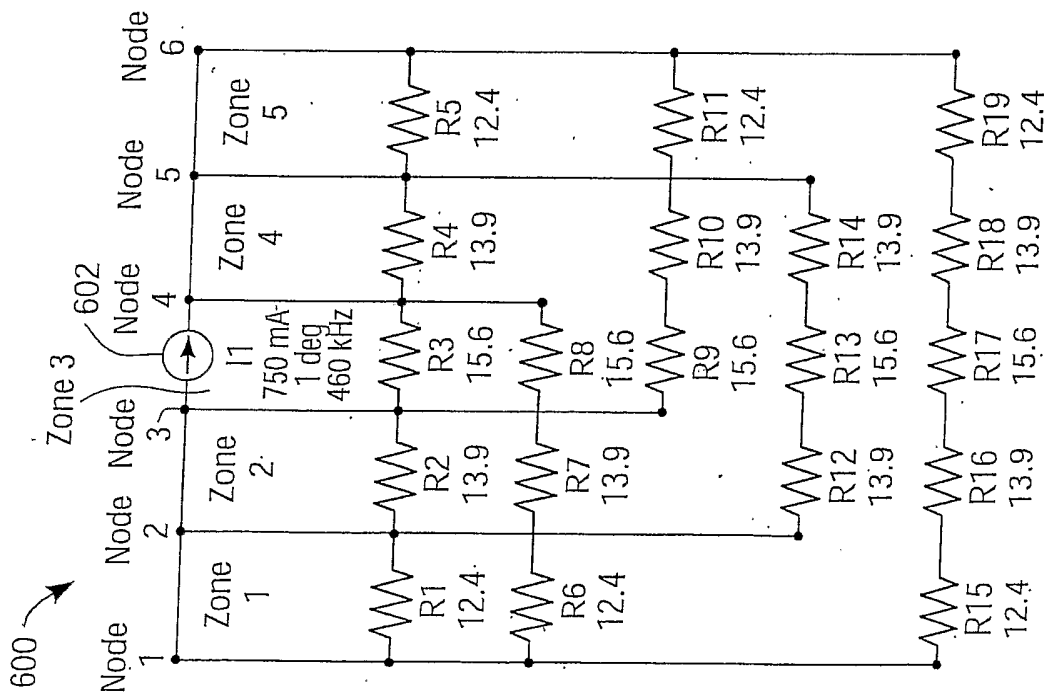 600
Node
1
Zone
1
Node
2
Zone
2
Node
3
Zone 3
602
Node
4
Zone
4
Node
5
Zone
5
Node
6
I1
750 mA
1 deg
460 kHz
R1
12.4
R2
13.9
R3
15.6
R4
13.9
R5
12.4
R6
12.4
R7
13.9
R8
15.6
R9
15.6
R10
13.9
R11
12.4
R12
13.9
R13
15.6
R14
13.9
R15
12.4
R16
13.9
R17
15.6
R18
13.9
R19
12.4